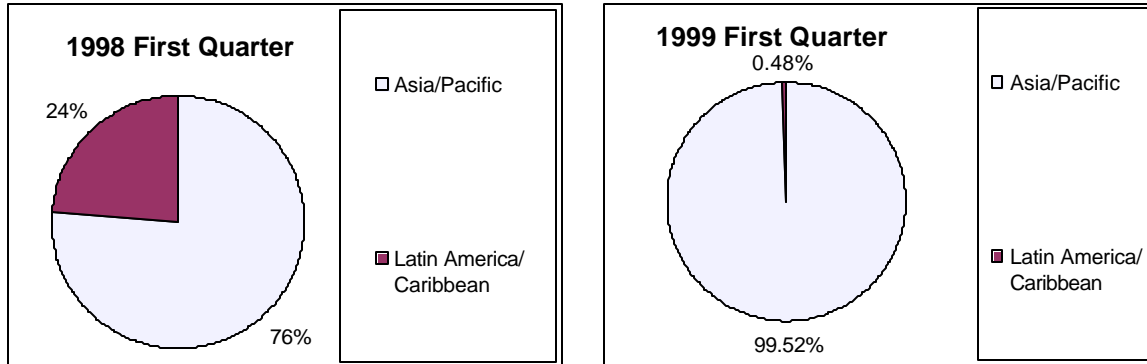 1998 First Quarter
24%
76%
Asia/Pacific
Latin America/
Caribbean
1999 First Quarter
0.48%
99.52%
Asia/Pacific
Latin America/
Caribbean